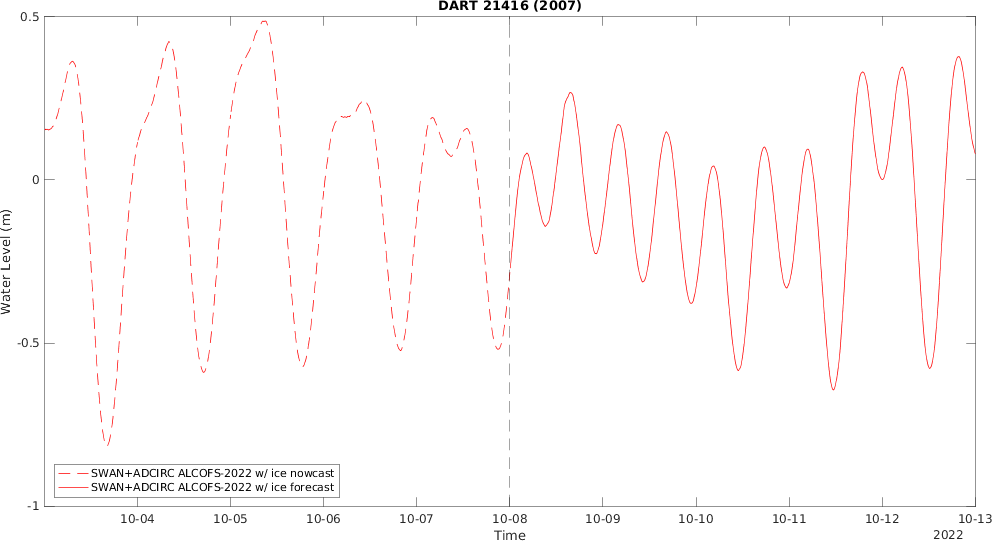 DART 21416 (2007)
0.5
0
-0.5
-1
Water Level (m)
SWAN+ADCIRC ALCOFS-2022 w/ ice nowcast
SWAN+ADCIRC ALCOFS-2022 w/ ice forecast
10-04 10-05 10-06 10-07 10-08 10-09 10-10 10-11 10-12 10-13
Time
2022